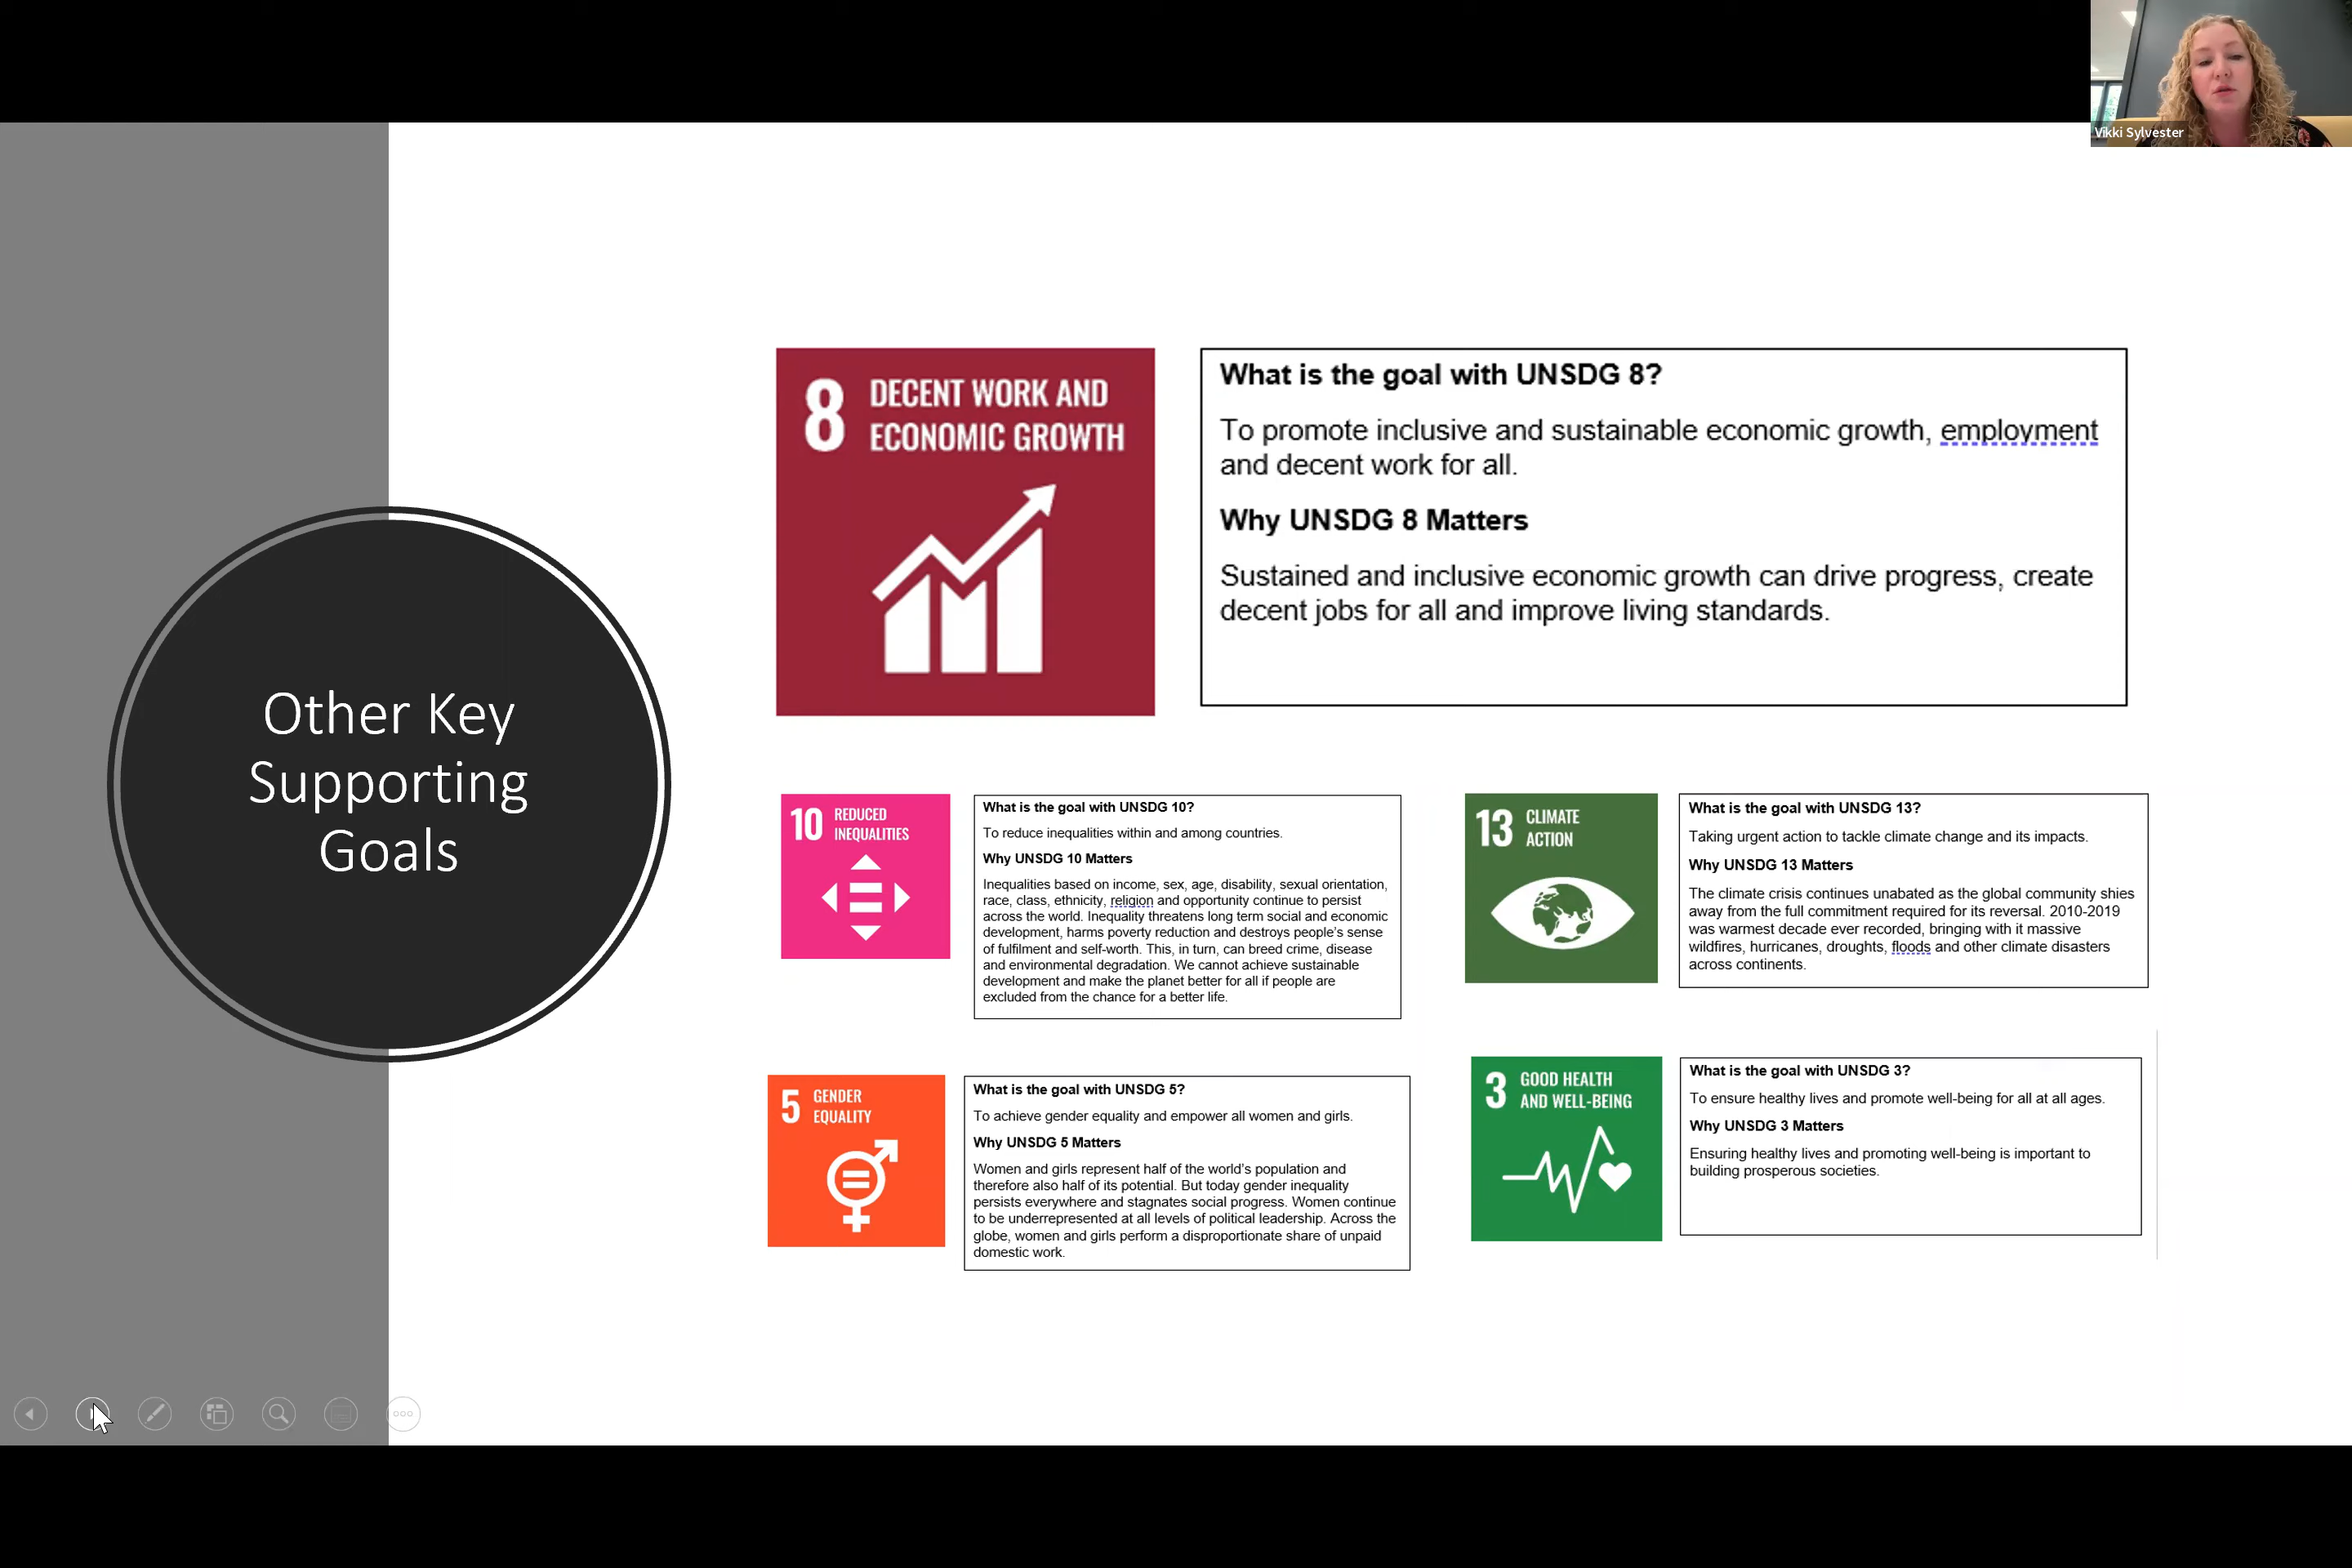 Vikki Sylvester
Other Key
Supporting
Goals
8 DECENT WORK AND
ECONOMIC GROWTH
What is the goal with UNSDG 8?
To promote inclusive and sustainable economic growth, employment
and decent work for all.
Why UNSDG 8 Matters
Sustained and inclusive economic growth can drive progress, create
decent jobs for all and improve living standards.
10 REDUCED
INEQUALITIES
What is the goal with UNSDG 10?
To reduce inequalities within and among countries.
Why UNSDG 10 Matters
Inequalities based on income, sex, age, disability, sexual orientation,
race, class, ethnicity, religion and opportunity continue to persist
across the world. Inequality threatens long term social and economic
development, harms poverty reduction and destroys people's sense
of fulfilment and self-worth. This, in turn, can breed crime, disease
and environmental degradation. We cannot achieve sustainable
development and make the planet better for all if people are
excluded from the chance for a better life.
13 CLIMATE
ACTION
What is the goal with UNSDG 13?
Taking urgent action to tackle climate change and its impacts.
Why UNSDG 13 Matters
The climate crisis continues unabated as the global community shies
away from the full commitment required for its reversal. 2010-2019
was warmest decade ever recorded, bringing with it massive
wildfires, hurricanes, droughts, floods and other climate disasters
across continents.
5 GENDER
EQUALITY
What is the goal with UNSDG 5?
To achieve gender equality and empower all women and girls.
Why UNSDG 5 Matters
Women and girls represent half of the world's population and
therefore also half of its potential. But today gender inequality
persists everywhere and stagnates social progress. Women continue
to be underrepresented at all levels of political leadership. Across the
globe, women and girls perform a disproportionate share of unpaid
domestic work.
3 GOOD HEALTH
AND WELL-BEING
What is the goal with UNSDG 3?
To ensure healthy lives and promote well-being for all at all ages.
Why UNSDG 3 Matters
Ensuring healthy lives and promoting well-being is important to
building prosperous societies.